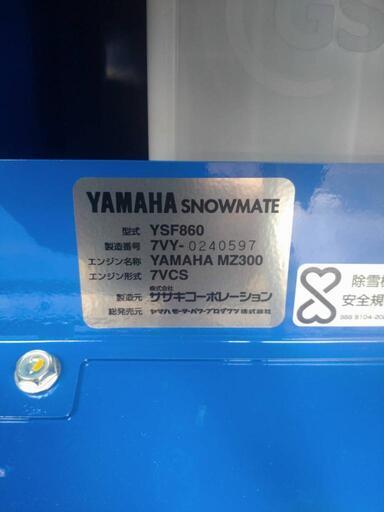 GS
YAMAHA SNOWMATE
型式 YSF860
製造番号 7VY-0240597
エンジン名称 YAMAHA MZ300
エンジン形式 7VCS
製造元 株式会社 ササキコーポレーション
総発売元 ヤマハモーターパワープロダクツ株式会社
除雪機
安全規